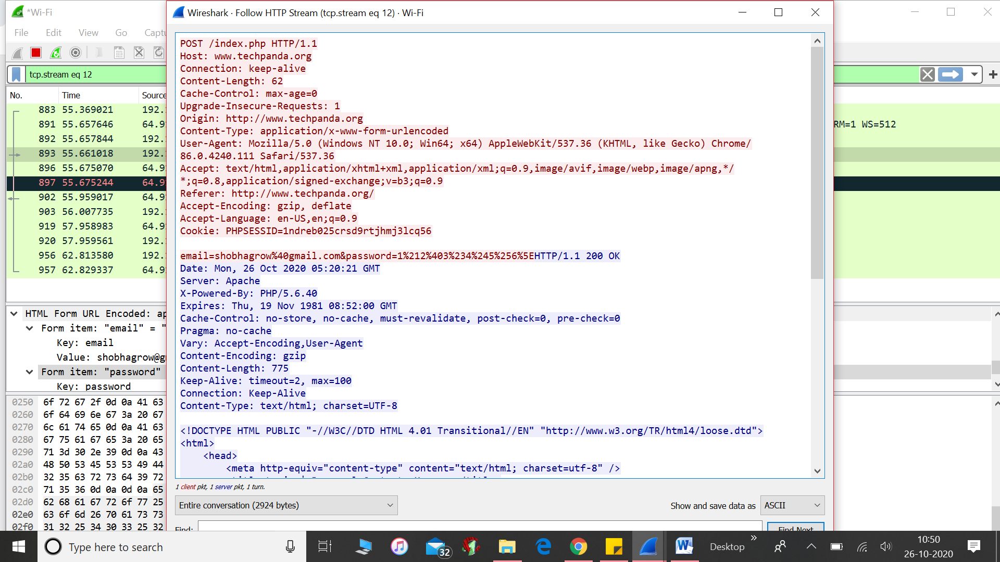 *Wi-Fi
Wireshark · Follow HTTP Stream (tcp.stream eq 12) · Wi-Fi
File Edit View Go Captu
tcp.stream eq 12
No. Time Source
883 55.369021 192.
891 55.657646 64.9
RM=1 WS=512
892 55.657844 192.
893 55.661018 192.
896 55.675070 64.9
897 55.675244 64.9
902 55.959017 64.9
903 56.007735 192.
919 57.958983 64.9
920 57.959561 192.
956 62.813580 192.
957 62.829337 64.9
HTML Form URL Encoded: ap
Form item: "email" = "
Key: email
Value: shobhagrow@g
Form item: "password"
Key: password
0250 6f 72 67 2f 0d 0a 41 63
0260 6f 64 69 6e 67 3a 20 67
0270 6c 61 74 65 0d 0a 41 63
0280 67 75 61 67 65 3a 20 65
0290 71 3d 30 2e 39 0d 0a 43
02a0 48 50 53 45 53 53 49 44
02b0 32 35 63 72 73 64 39 72
02c0 71 35 36 0d 0a 0d 0a 65
02d0 62 68 61 67 72 6f 77 25
02e0 63 6f 6d 26 70 61 73 73
02f0 31 32 25 34 30 33 25 32
POST /index.php HTTP/1.1
Host: www.techpanda.org
Connection: keep-alive
Content-Length: 62
Cache-Control: max-age=0
Upgrade-Insecure-Requests: 1
Origin: http://www.techpanda.org
Content-Type: application/x-www-form-urlencoded
User-Agent: Mozilla/5.0 (Windows NT 10.0; Win64; x64) AppleWebKit/537.36 (KHTML, like Gecko) Chrome/
86.0.4240.111 Safari/537.36
Accept: text/html,application/xhtml+xml,application/xml;q=0.9,image/avif,image/webp,image/apng,*/
*;q=0.8,application/signed-exchange;v=b3;q=0.9
Referer: http://www.techpanda.org/
Accept-Encoding: gzip, deflate
Accept-Language: en-US,en;q=0.9
Cookie: PHPSESSID=1ndreb025crsd9rtjhmj3lcq56
email=shobhagrow%40gmail.com&password=1%212%403%234%245%256%5EHTTP/1.1 200 OK
Date: Mon, 26 Oct 2020 05:20:21 GMT
Server: Apache
X-Powered-By: PHP/5.6.40
Expires: Thu, 19 Nov 1981 08:52:00 GMT
Cache-Control: no-store, no-cache, must-revalidate, post-check=0, pre-check=0
Pragma: no-cache
Vary: Accept-Encoding,User-Agent
Content-Encoding: gzip
Content-Length: 775
Keep-Alive: timeout=2, max=100
Connection: Keep-Alive
Content-Type: text/html; charset=UTF-8
<!DOCTYPE HTML PUBLIC "-//W3C//DTD HTML 4.01 Transitional//EN" "http://www.w3.org/TR/html4/loose.dtd">
<html>
<head>
<meta http-equiv="content-type" content="text/html; charset=utf-8" />
1 client pkt, 1 server pkt, 1 turn.
Entire conversation (2924 bytes)
Show and save data as ASCII
Find:
Find Next
Type here to search
32
Desktop
10:50
26-10-2020